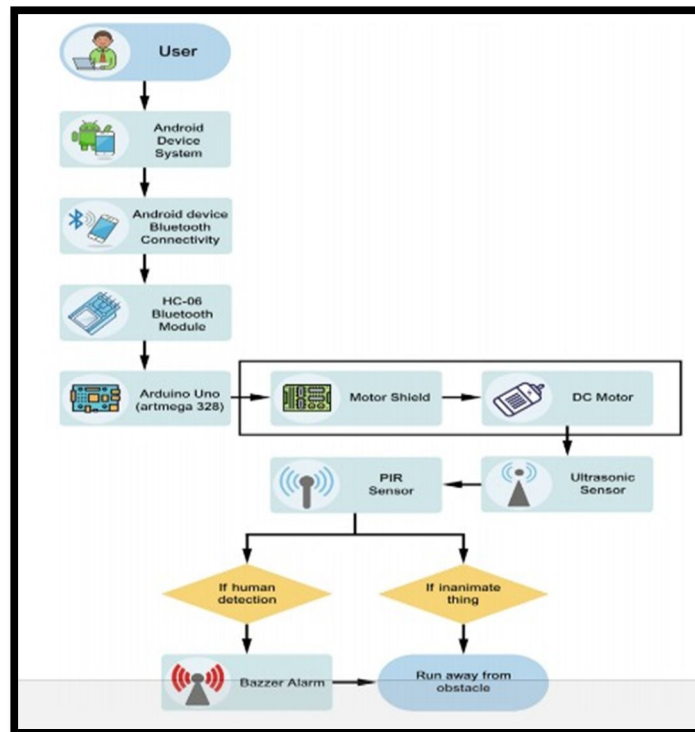 User
Android
Device
System
Android device
Bluetooth
Connectivity
HC-06
Bluetooth
Module
Arduino Uno
(artmega 328)
Motor Shield
DC Motor
PIR
Sensor
Ultrasonic
Sensor
If human
detection
If inanimate
thing
Bazzer Alarm
Run away from
obstacle